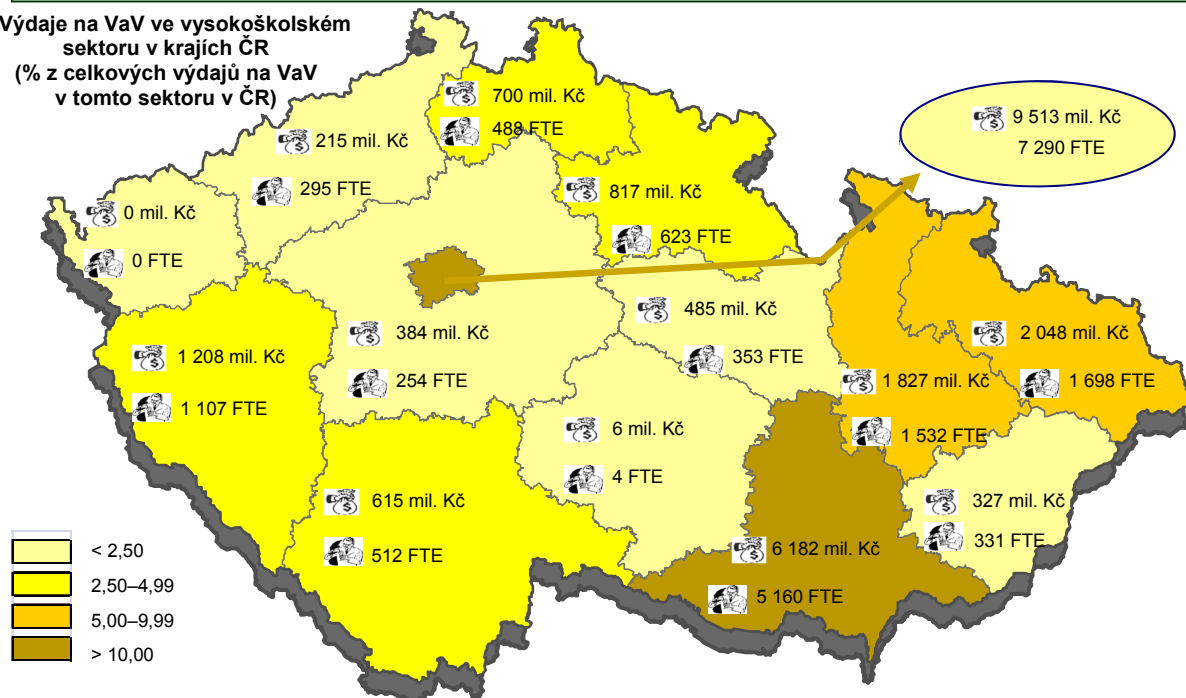 Výdaje na VaV ve vysokoškolském
sektoru v krajích ČR
(% z celkových výdajů na VaV
v tomto sektoru v ČR)
700 mil. Kč
488 FTE
9 513 mil. Kč
7 290 FTE
215 mil. Kč
295 FTE
817 mil. Kč
623 FTE
0 mil. Kč
0 FTE
384 mil. Kč
254 FTE
485 mil. Kč
353 FTE
2 048 mil. Kč
1 698 FTE
1 208 mil. Kč
1 107 FTE
1 827 mil. Kč
1 532 FTE
6 mil. Kč
4 FTE
615 mil. Kč
512 FTE
327 mil. Kč
331 FTE
6 182 mil. Kč
5 160 FTE
< 2,50
2,50–4,99
5,00–9,99
> 10,00